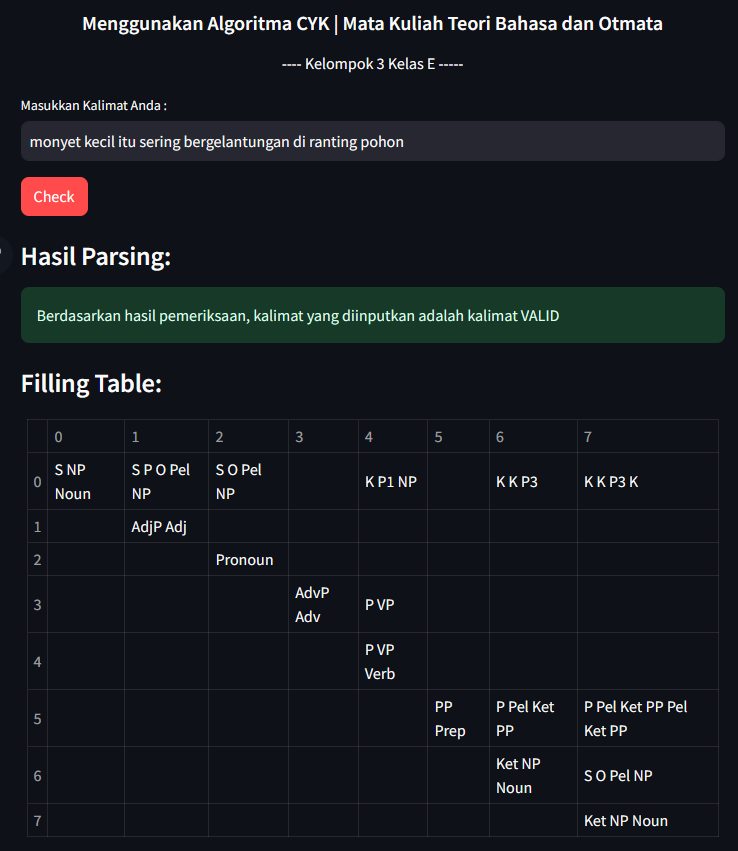 Menggunakan Algoritma CYK | Mata Kuliah Teori Bahasa dan Otmata
---- Kelompok 3 Kelas E -----
Masukkan Kalimat Anda :
monyet kecil itu sering bergelantungan di ranting pohon
Check
Hasil Parsing:
Berdasarkan hasil pemeriksaan, kalimat yang diinputkan adalah kalimat VALID
Filling Table:
0 1 2 3 4 5 6 7
0 S NP Noun S P O Pel NP S O Pel NP K P1 NP K K P3 K K P3 K
1 AdjP Adj
2 Pronoun
3 AdvP Adv P VP
4 P VP Verb
5 PP Prep P Pel Ket PP P Pel Ket PP Pel Ket PP
6 Ket NP Noun S O Pel NP
7 Ket NP Noun